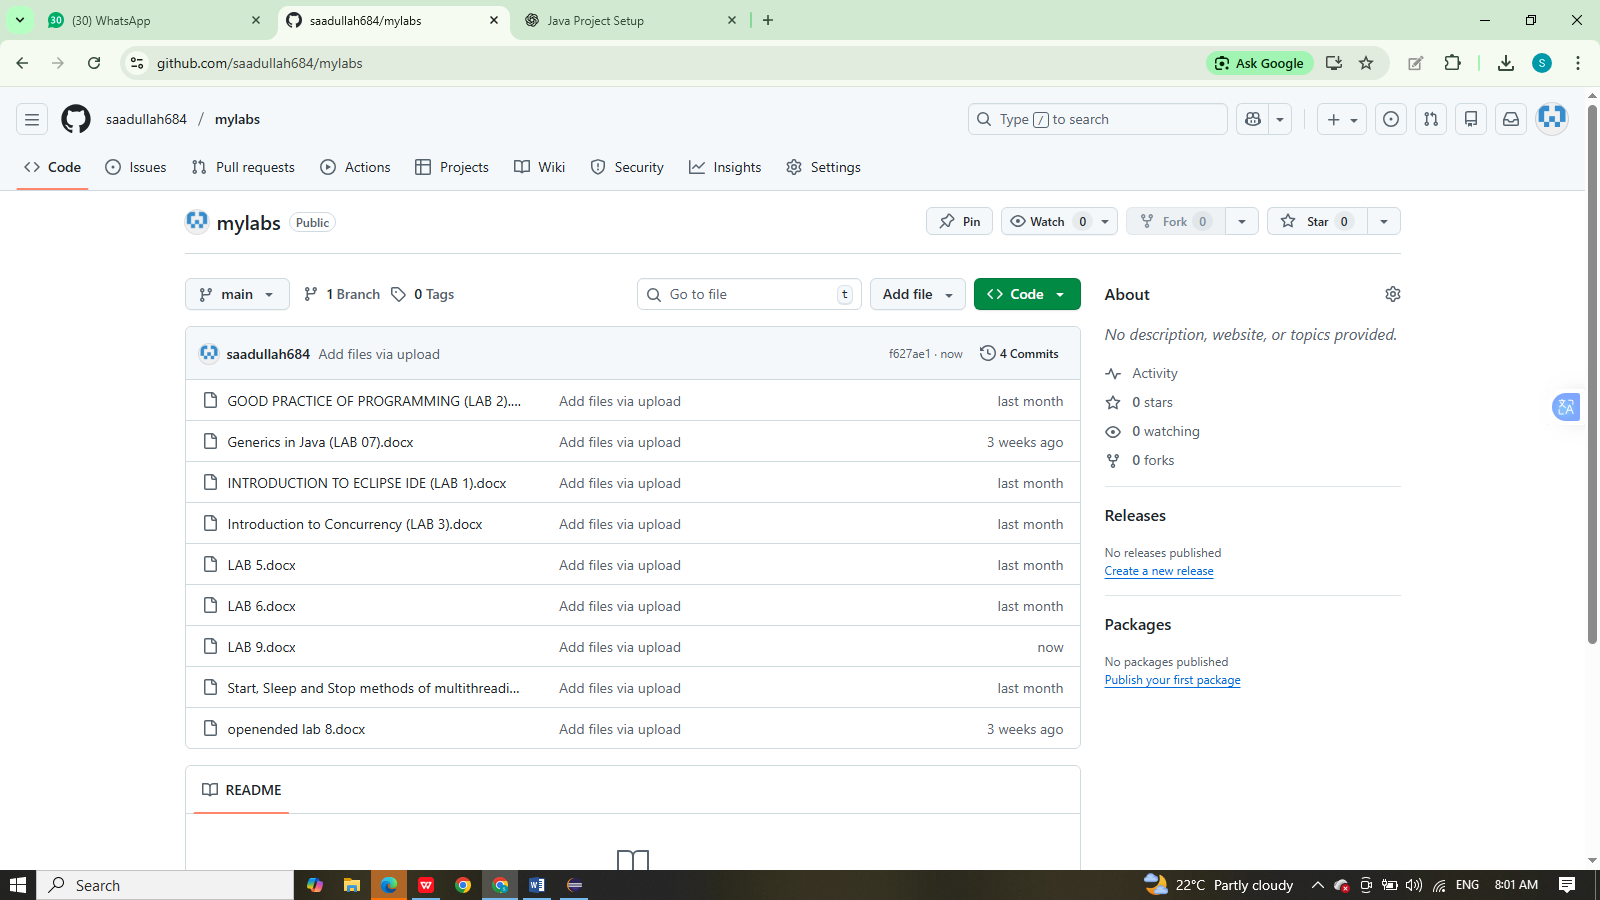 30 (30) WhatsApp
saadullah684/mylabs
Java Project Setup
github.com/saadullah684/mylabs
Ask Google
S
saadullah684 / mylabs
Type / to search
Code
Issues
Pull requests
Actions
Projects
Wiki
Security
Insights
Settings
mylabs Public
Pin
Watch 0
Fork 0
Star 0
main
1 Branch
0 Tags
Go to file t
Add file
Code
saadullah684 Add files via upload f627ae1 · now 4 Commits
GOOD PRACTICE OF PROGRAMMING (LAB 2).... Add files via upload last month
Generics in Java (LAB 07).docx Add files via upload 3 weeks ago
INTRODUCTION TO ECLIPSE IDE (LAB 1).docx Add files via upload last month
Introduction to Concurrency (LAB 3).docx Add files via upload last month
LAB 5.docx Add files via upload last month
LAB 6.docx Add files via upload last month
LAB 9.docx Add files via upload now
Start, Sleep and Stop methods of multithreadi... Add files via upload last month
openended lab 8.docx Add files via upload 3 weeks ago
README
About
No description, website, or topics provided.
Activity
0 stars
0 watching
0 forks
Releases
No releases published
Create a new release
Packages
No packages published
Publish your first package
Search
22°C Partly cloudy
ENG
8:01 AM